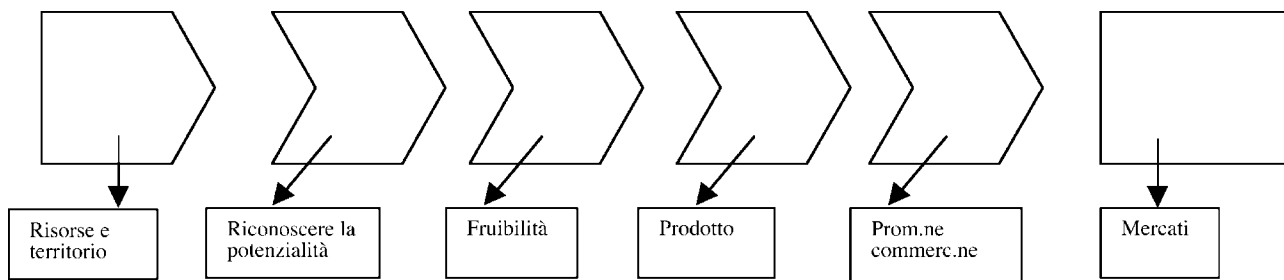 Risorse e
territorio
Riconoscere la
potenzialità
Fruibilità
Prodotto
Prom.ne
commerc.ne
Mercati